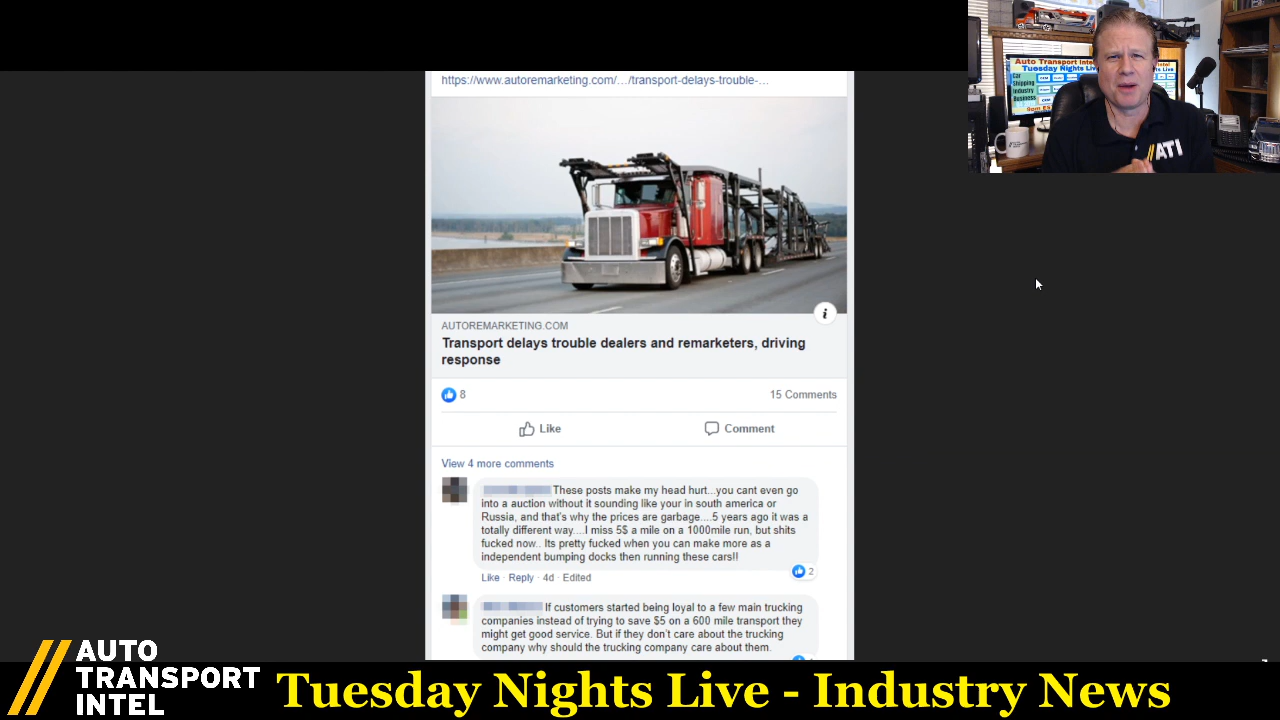 https://www.autoremarketing.com/…/transport-delays-trouble-…
Auto Transport Intel
Tuesday Nights Live
Car
Shipping
Industry
Business
ATI
AUTOREMARKETING.COM
Transport delays trouble dealers and remarketers, driving
response
8
15 Comments
Like
Comment
View 4 more comments
These posts make my head hurt...you cant even go
into a auction without it sounding like your in south america or
Russia, and that's why the prices are garbage....5 years ago it was a
totally different way....I miss 5$ a mile on a 1000mile run, but shits
fucked now.. Its pretty fucked when you can make more as a
independent bumping docks then running these cars!!
2
Like · Reply · 4d · Edited
If customers started being loyal to a few main trucking
companies instead of trying to save $5 on a 600 mile transport they
might get good service. But if they don't care about the trucking
company why should the trucking company care about them.
AUTO
TRANSPORT
INTEL
Tuesday Nights Live - Industry News